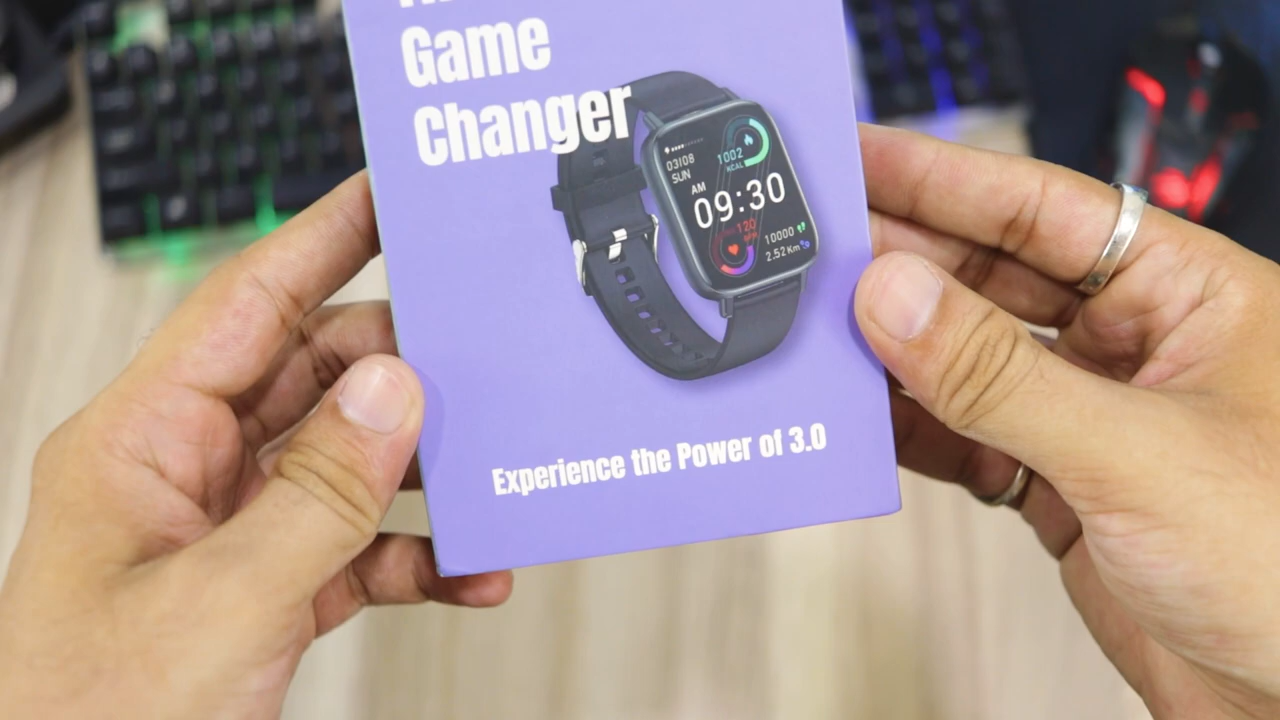 Game
Changer
03/08
SUN
1002
KCAL
AM
09:30
120
BPM
10000
2.52 Km
Experience the Power of 3.0